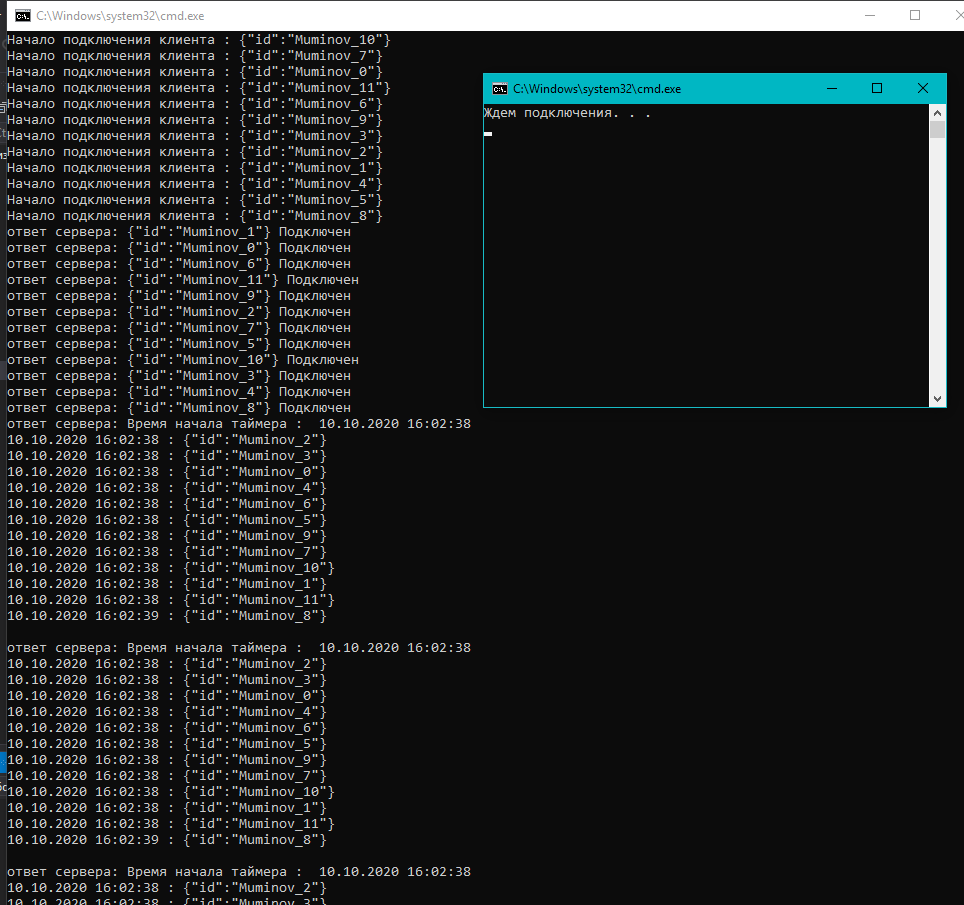 C:\Windows\system32\cmd.exe
Начало подключения клиента : {"id":"Muminov_10"}
Начало подключения клиента : {"id":"Muminov_7"}
Начало подключения клиента : {"id":"Muminov_0"}
Начало подключения клиента : {"id":"Muminov_11"}
Начало подключения клиента : {"id":"Muminov_6"}
Начало подключения клиента : {"id":"Muminov_9"}
Начало подключения клиента : {"id":"Muminov_3"}
Начало подключения клиента : {"id":"Muminov_2"}
Начало подключения клиента : {"id":"Muminov_1"}
Начало подключения клиента : {"id":"Muminov_4"}
Начало подключения клиента : {"id":"Muminov_5"}
Начало подключения клиента : {"id":"Muminov_8"}
ответ сервера: {"id":"Muminov_1"} Подключен
ответ сервера: {"id":"Muminov_0"} Подключен
ответ сервера: {"id":"Muminov_6"} Подключен
ответ сервера: {"id":"Muminov_11"} Подключен
ответ сервера: {"id":"Muminov_9"} Подключен
ответ сервера: {"id":"Muminov_2"} Подключен
ответ сервера: {"id":"Muminov_7"} Подключен
ответ сервера: {"id":"Muminov_5"} Подключен
ответ сервера: {"id":"Muminov_10"} Подключен
ответ сервера: {"id":"Muminov_3"} Подключен
ответ сервера: {"id":"Muminov_4"} Подключен
ответ сервера: {"id":"Muminov_8"} Подключен
ответ сервера: Время начала таймера :  10.10.2020 16:02:38
10.10.2020 16:02:38 : {"id":"Muminov_2"}
10.10.2020 16:02:38 : {"id":"Muminov_3"}
10.10.2020 16:02:38 : {"id":"Muminov_0"}
10.10.2020 16:02:38 : {"id":"Muminov_4"}
10.10.2020 16:02:38 : {"id":"Muminov_6"}
10.10.2020 16:02:38 : {"id":"Muminov_5"}
10.10.2020 16:02:38 : {"id":"Muminov_9"}
10.10.2020 16:02:38 : {"id":"Muminov_7"}
10.10.2020 16:02:38 : {"id":"Muminov_10"}
10.10.2020 16:02:38 : {"id":"Muminov_1"}
10.10.2020 16:02:38 : {"id":"Muminov_11"}
10.10.2020 16:02:39 : {"id":"Muminov_8"}
ответ сервера: Время начала таймера :  10.10.2020 16:02:38
10.10.2020 16:02:38 : {"id":"Muminov_2"}
10.10.2020 16:02:38 : {"id":"Muminov_3"}
10.10.2020 16:02:38 : {"id":"Muminov_0"}
10.10.2020 16:02:38 : {"id":"Muminov_4"}
10.10.2020 16:02:38 : {"id":"Muminov_6"}
10.10.2020 16:02:38 : {"id":"Muminov_5"}
10.10.2020 16:02:38 : {"id":"Muminov_9"}
10.10.2020 16:02:38 : {"id":"Muminov_7"}
10.10.2020 16:02:38 : {"id":"Muminov_10"}
10.10.2020 16:02:38 : {"id":"Muminov_1"}
10.10.2020 16:02:38 : {"id":"Muminov_11"}
10.10.2020 16:02:39 : {"id":"Muminov_8"}
ответ сервера: Время начала таймера :  10.10.2020 16:02:38
10.10.2020 16:02:38 : {"id":"Muminov_2"}
10.10.2020 16:02:38 : {"id":"Muminov_3"}
C:\Windows\system32\cmd.exe
Ждем подключения. . .